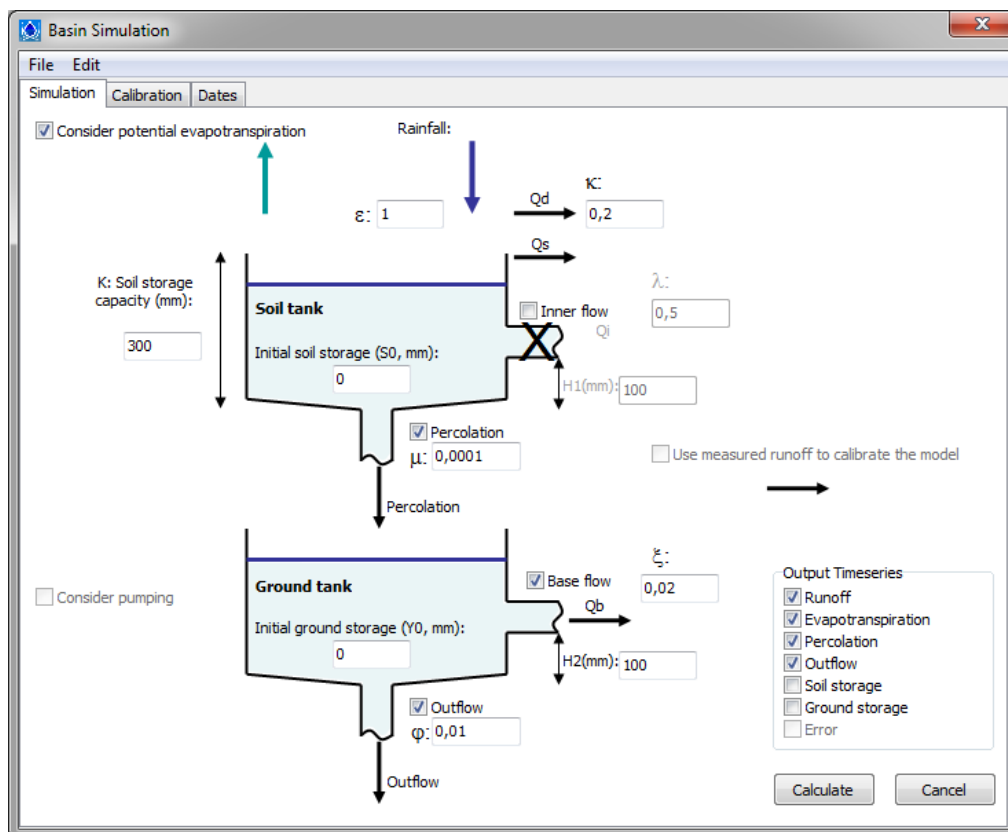 Basin Simulation
File Edit
Simulation Calibration Dates
Consider potential evapotranspiration
Rainfall:
κ:
Qd
ε: 1
0,2
Qs
K: Soil storage
capacity (mm):
λ:
Soil tank
Inner flow
0,5
Qi
300
Initial soil storage (S0, mm):
0
H1(mm): 100
Percolation
μ: 0,0001
Use measured runoff to calibrate the model
Percolation
ξ:
Base flow
0,02
Ground tank
Qb
Consider pumping
Initial ground storage (Y0, mm):
0
H2(mm): 100
Outflow
φ: 0,01
Outflow
Output Timeseries
Runoff
Evapotranspiration
Percolation
Outflow
Soil storage
Ground storage
Error
Calculate Cancel